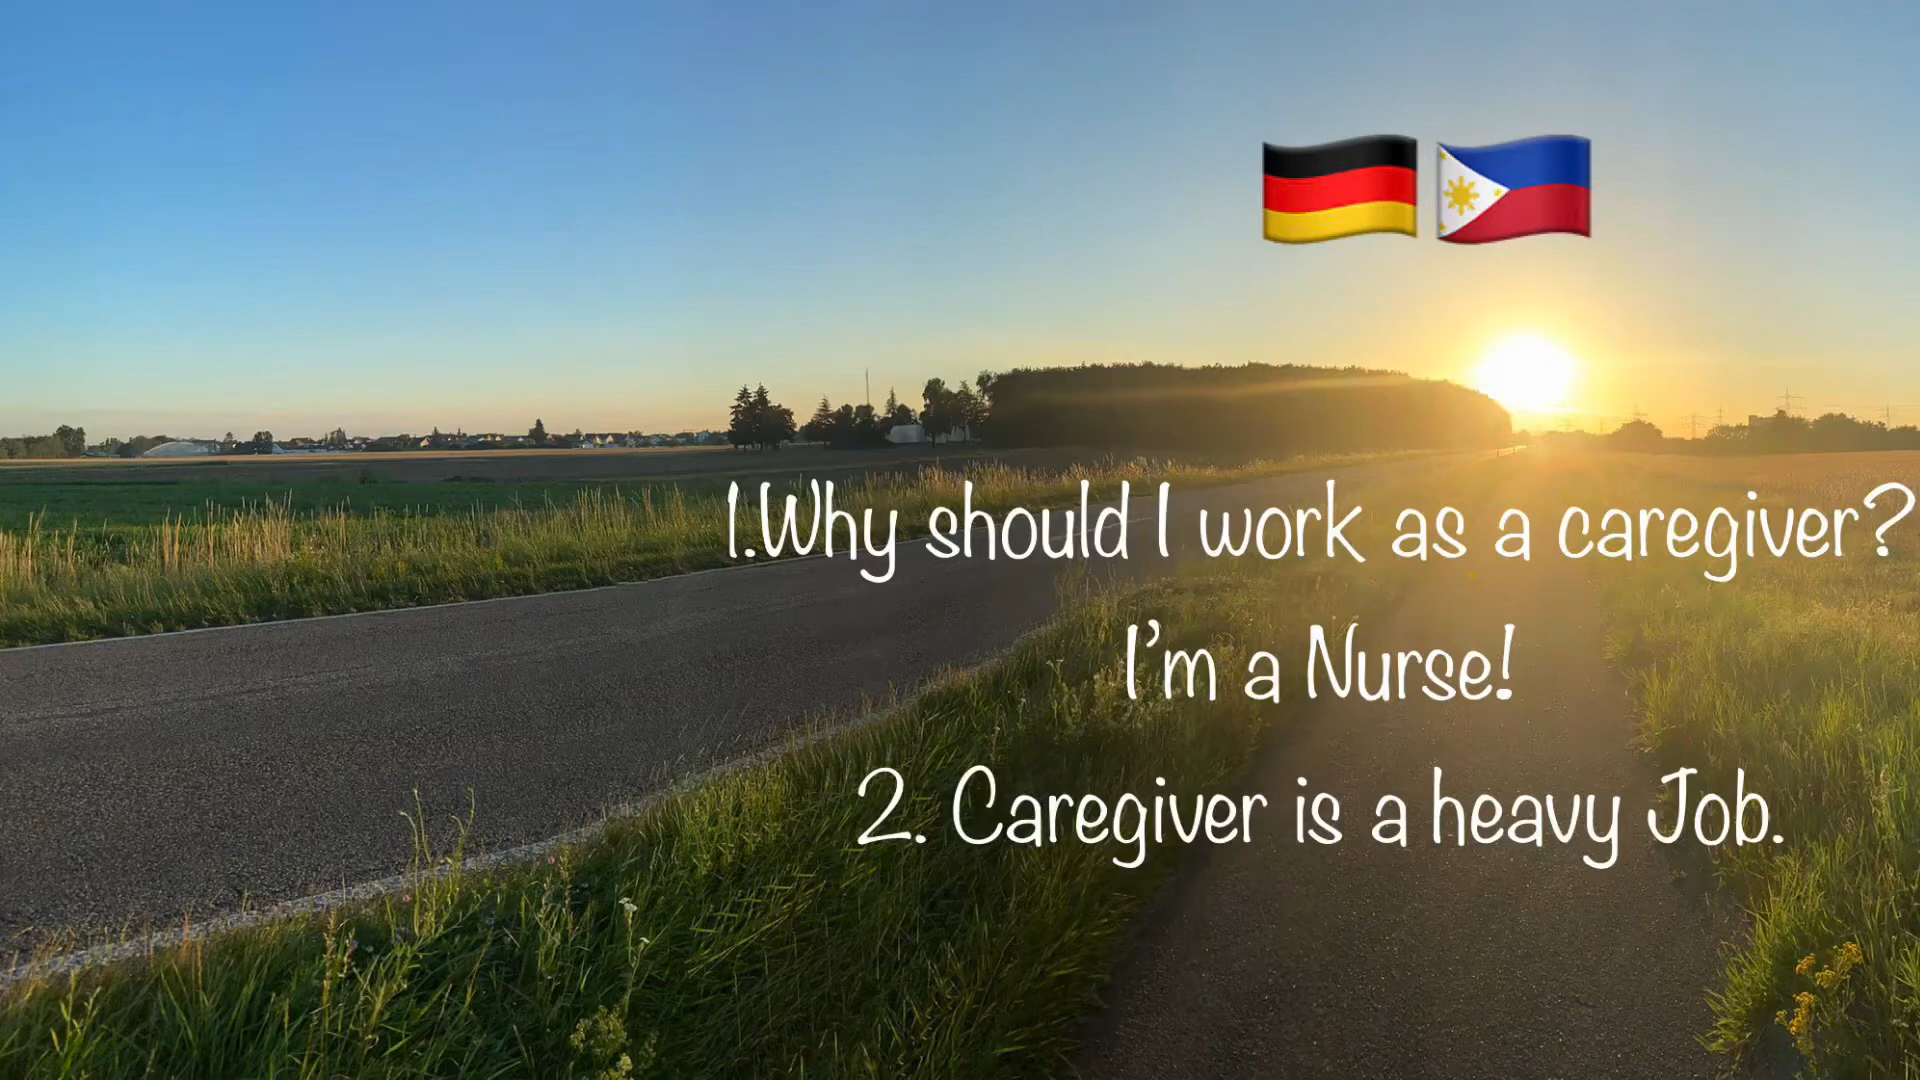 1.Why should I work as a caregiver?
I'm a Nurse!
2. Caregiver is a heavy Job.